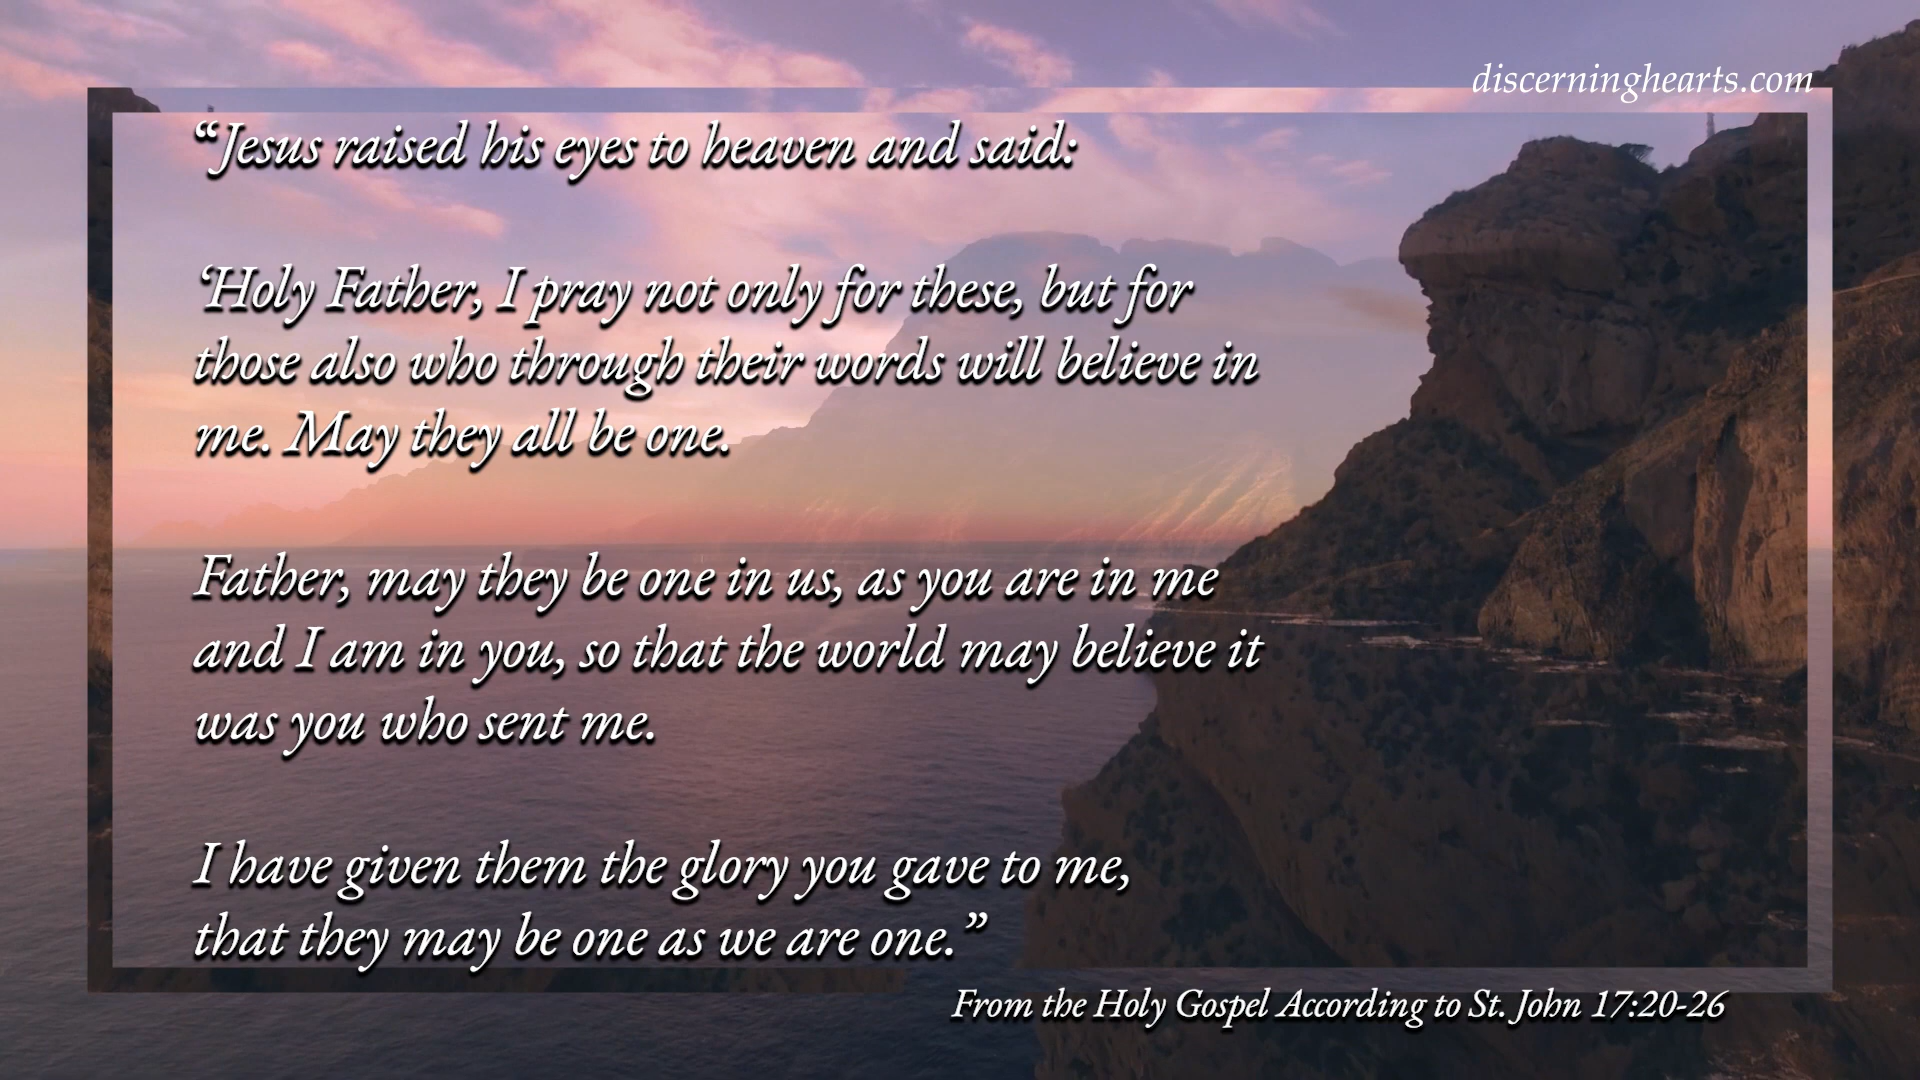 discerninghearts.com
“Jesus raised his eyes to heaven and said:
‘Holy Father, I pray not only for these, but for
those also who through their words will believe in
me. May they all be one.
Father, may they be one in us, as you are in me
and I am in you, so that the world may believe it
was you who sent me.
I have given them the glory you gave to me,
that they may be one as we are one.”
From the Holy Gospel According to St. John 17:20-26